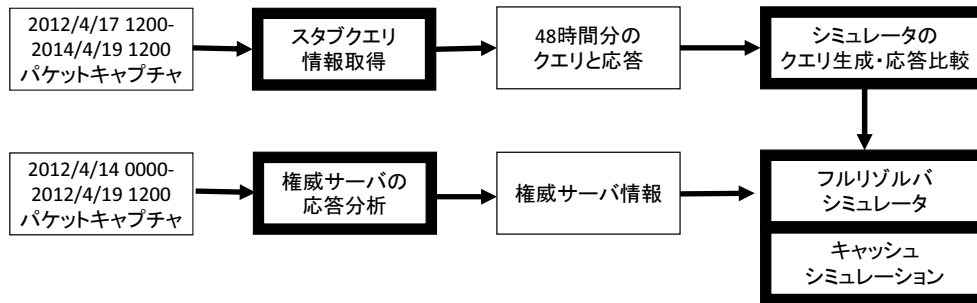 2012/4/17 1200-
2014/4/19 1200
パケットキャプチャ
スタブクエリ
情報取得
48時間分の
クエリと応答
シミュレータの
クエリ生成・応答比較
2012/4/14 0000-
2012/4/19 1200
パケットキャプチャ
権威サーバの
応答分析
権威サーバ情報
フルリゾルバ
シミュレータ
キャッシュ
シミュレーション